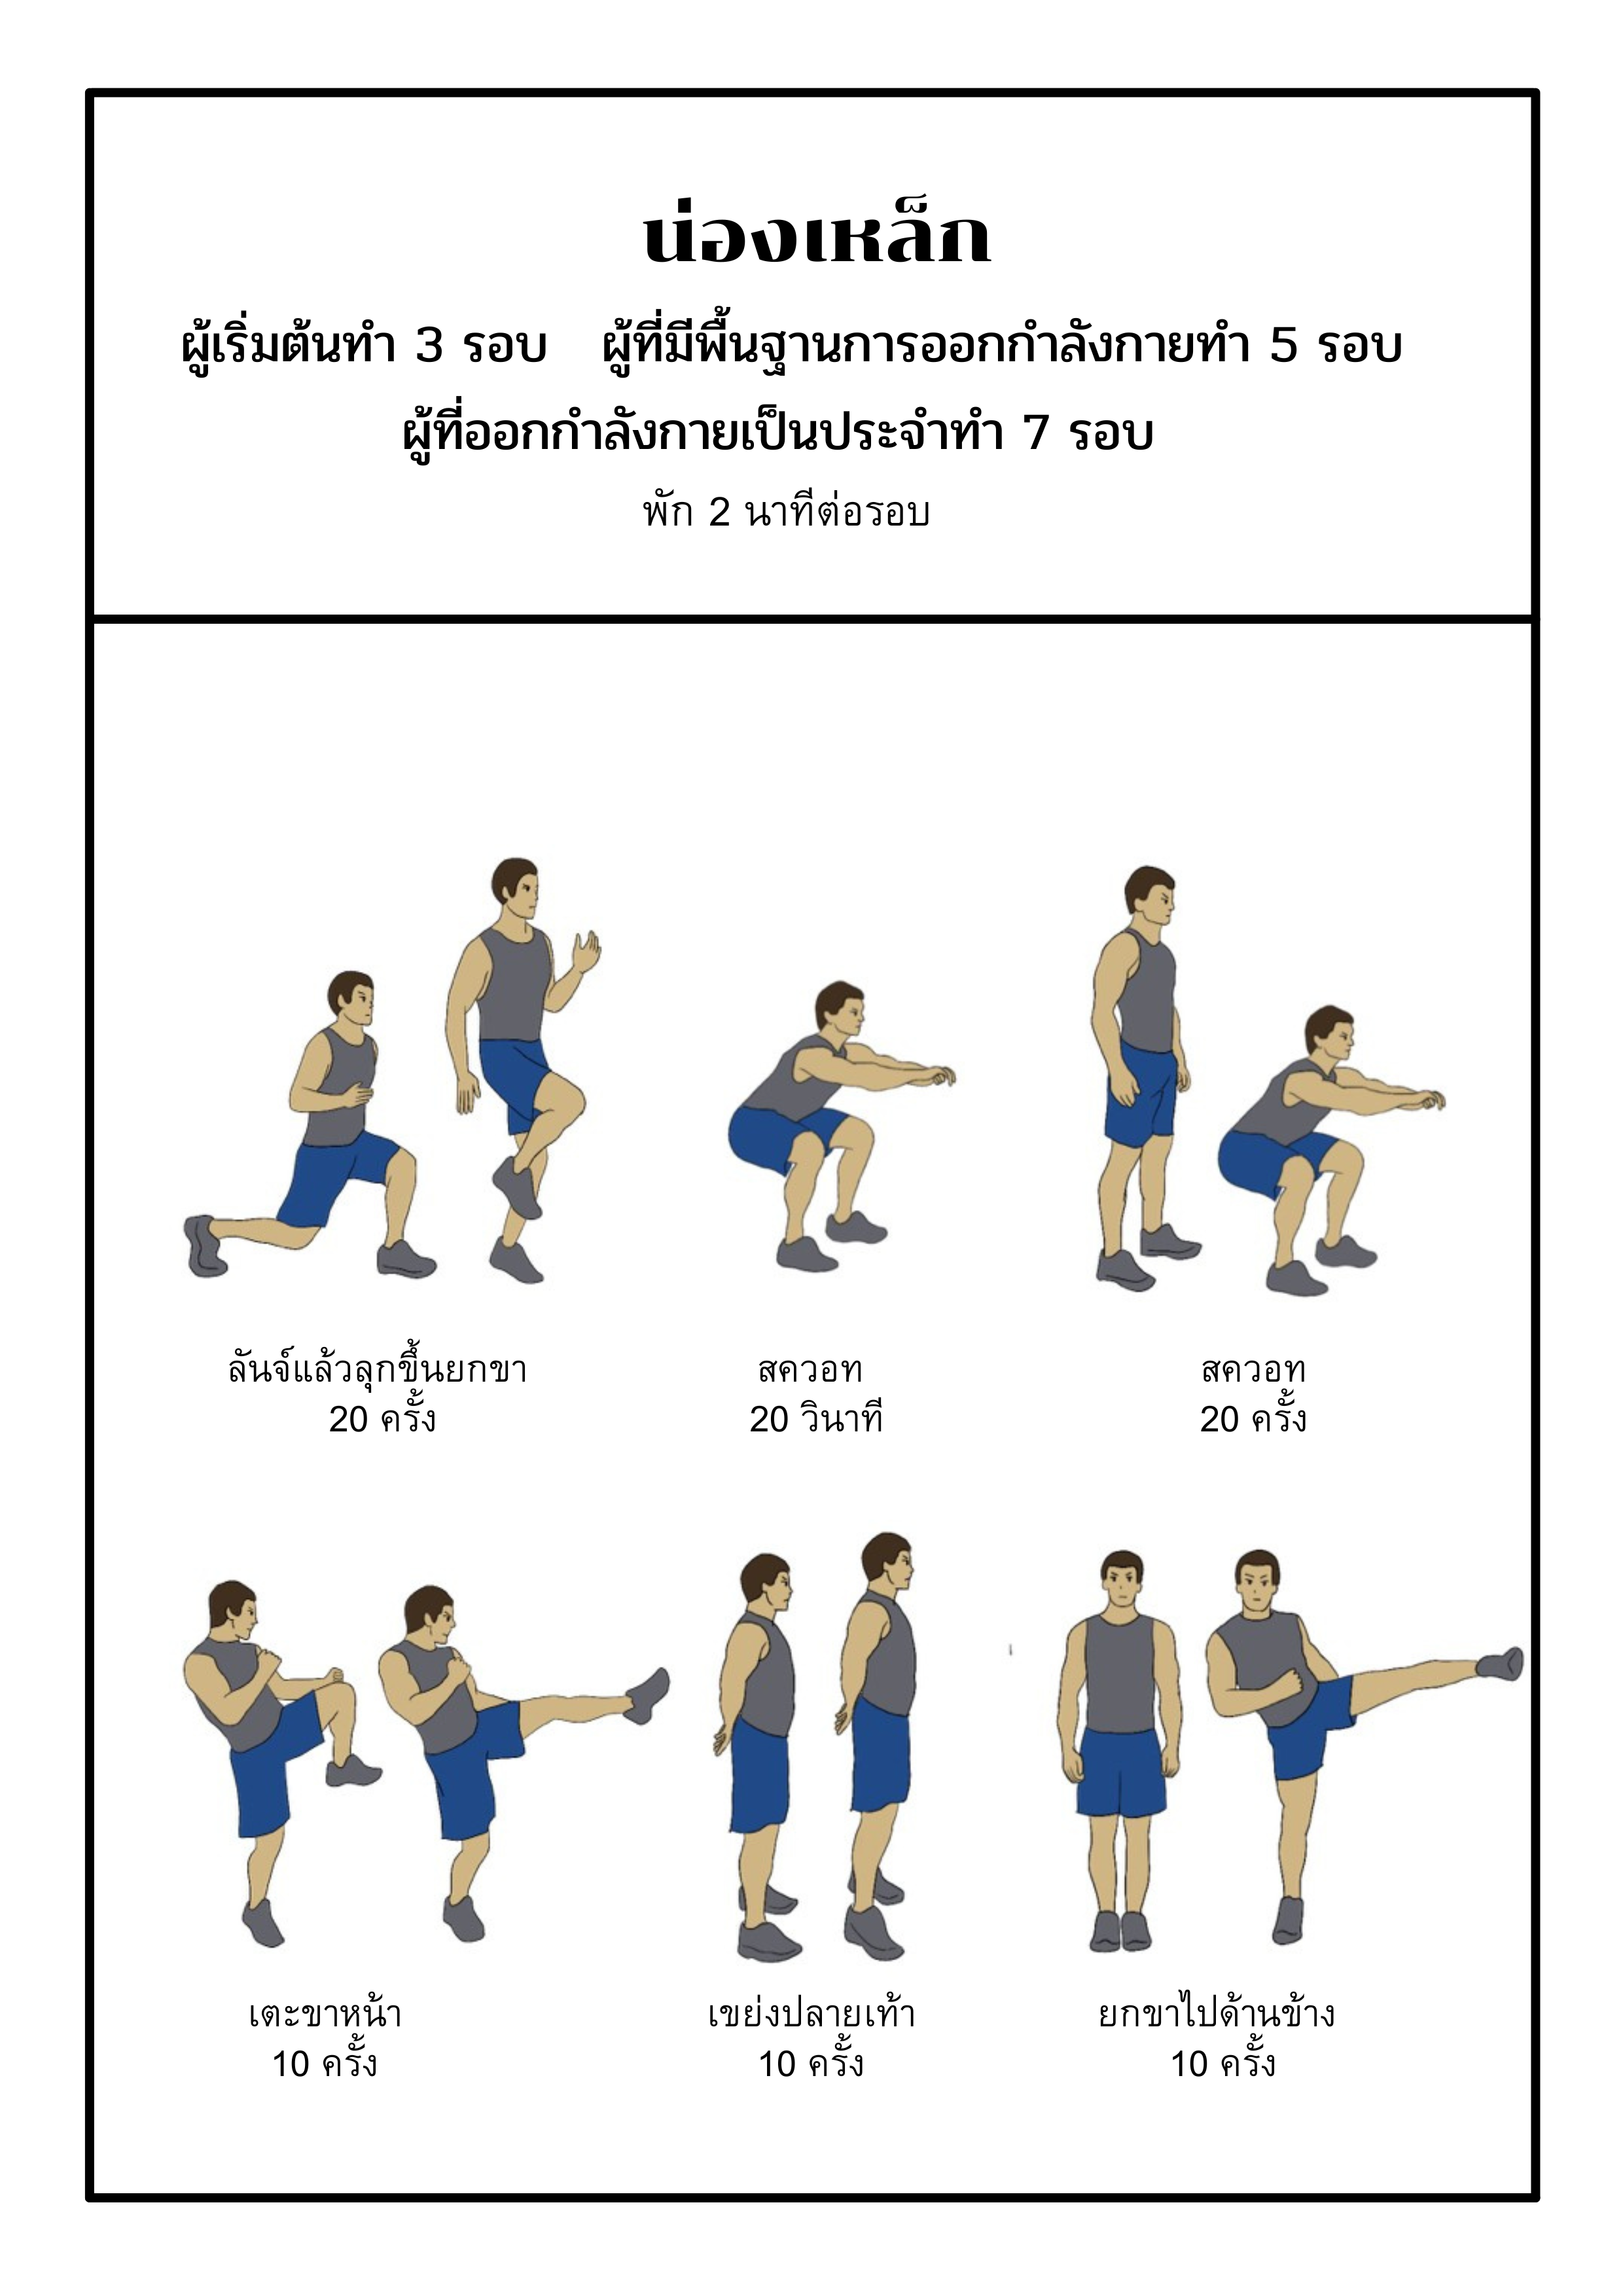 น่องเหล็ก
ผู้เริ่มต้นทำ 3 รอบ ผู้ที่มีพื้นฐานการออกกำลังกายทำ 5 รอบ
ผู้ที่ออกกำลังกายเป็นประจำทำ 7 รอบ
พัก 2 นาทีต่อรอบ
ลันจ์แล้วลุกขึ้นยกขา
20 ครั้ง
สควอท
20 วินาที
สควอท
20 ครั้ง
เตะขาหน้า
10 ครั้ง
เขย่งปลายเท้า
10 ครั้ง
ยกขาไปด้านข้าง
10 ครั้ง